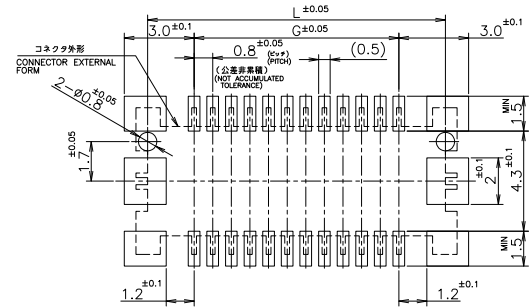 L±0.05
3.0±0.1
G±0.05
3.0±0.1
コネクタ外形
CONNECTOR EXTERNAL
FORM
0.8±0.05
(ピッチ)
(PITCH)
(0.5)
(公差非累積)
(NOT ACCUMULATED
TOLERANCE)
2-ø0.8±0.05
MIN
1.5
1.7±0.05
2±0.1
4.3±0.1
MIN
1.5
1.2±0.1
1.2±0.1